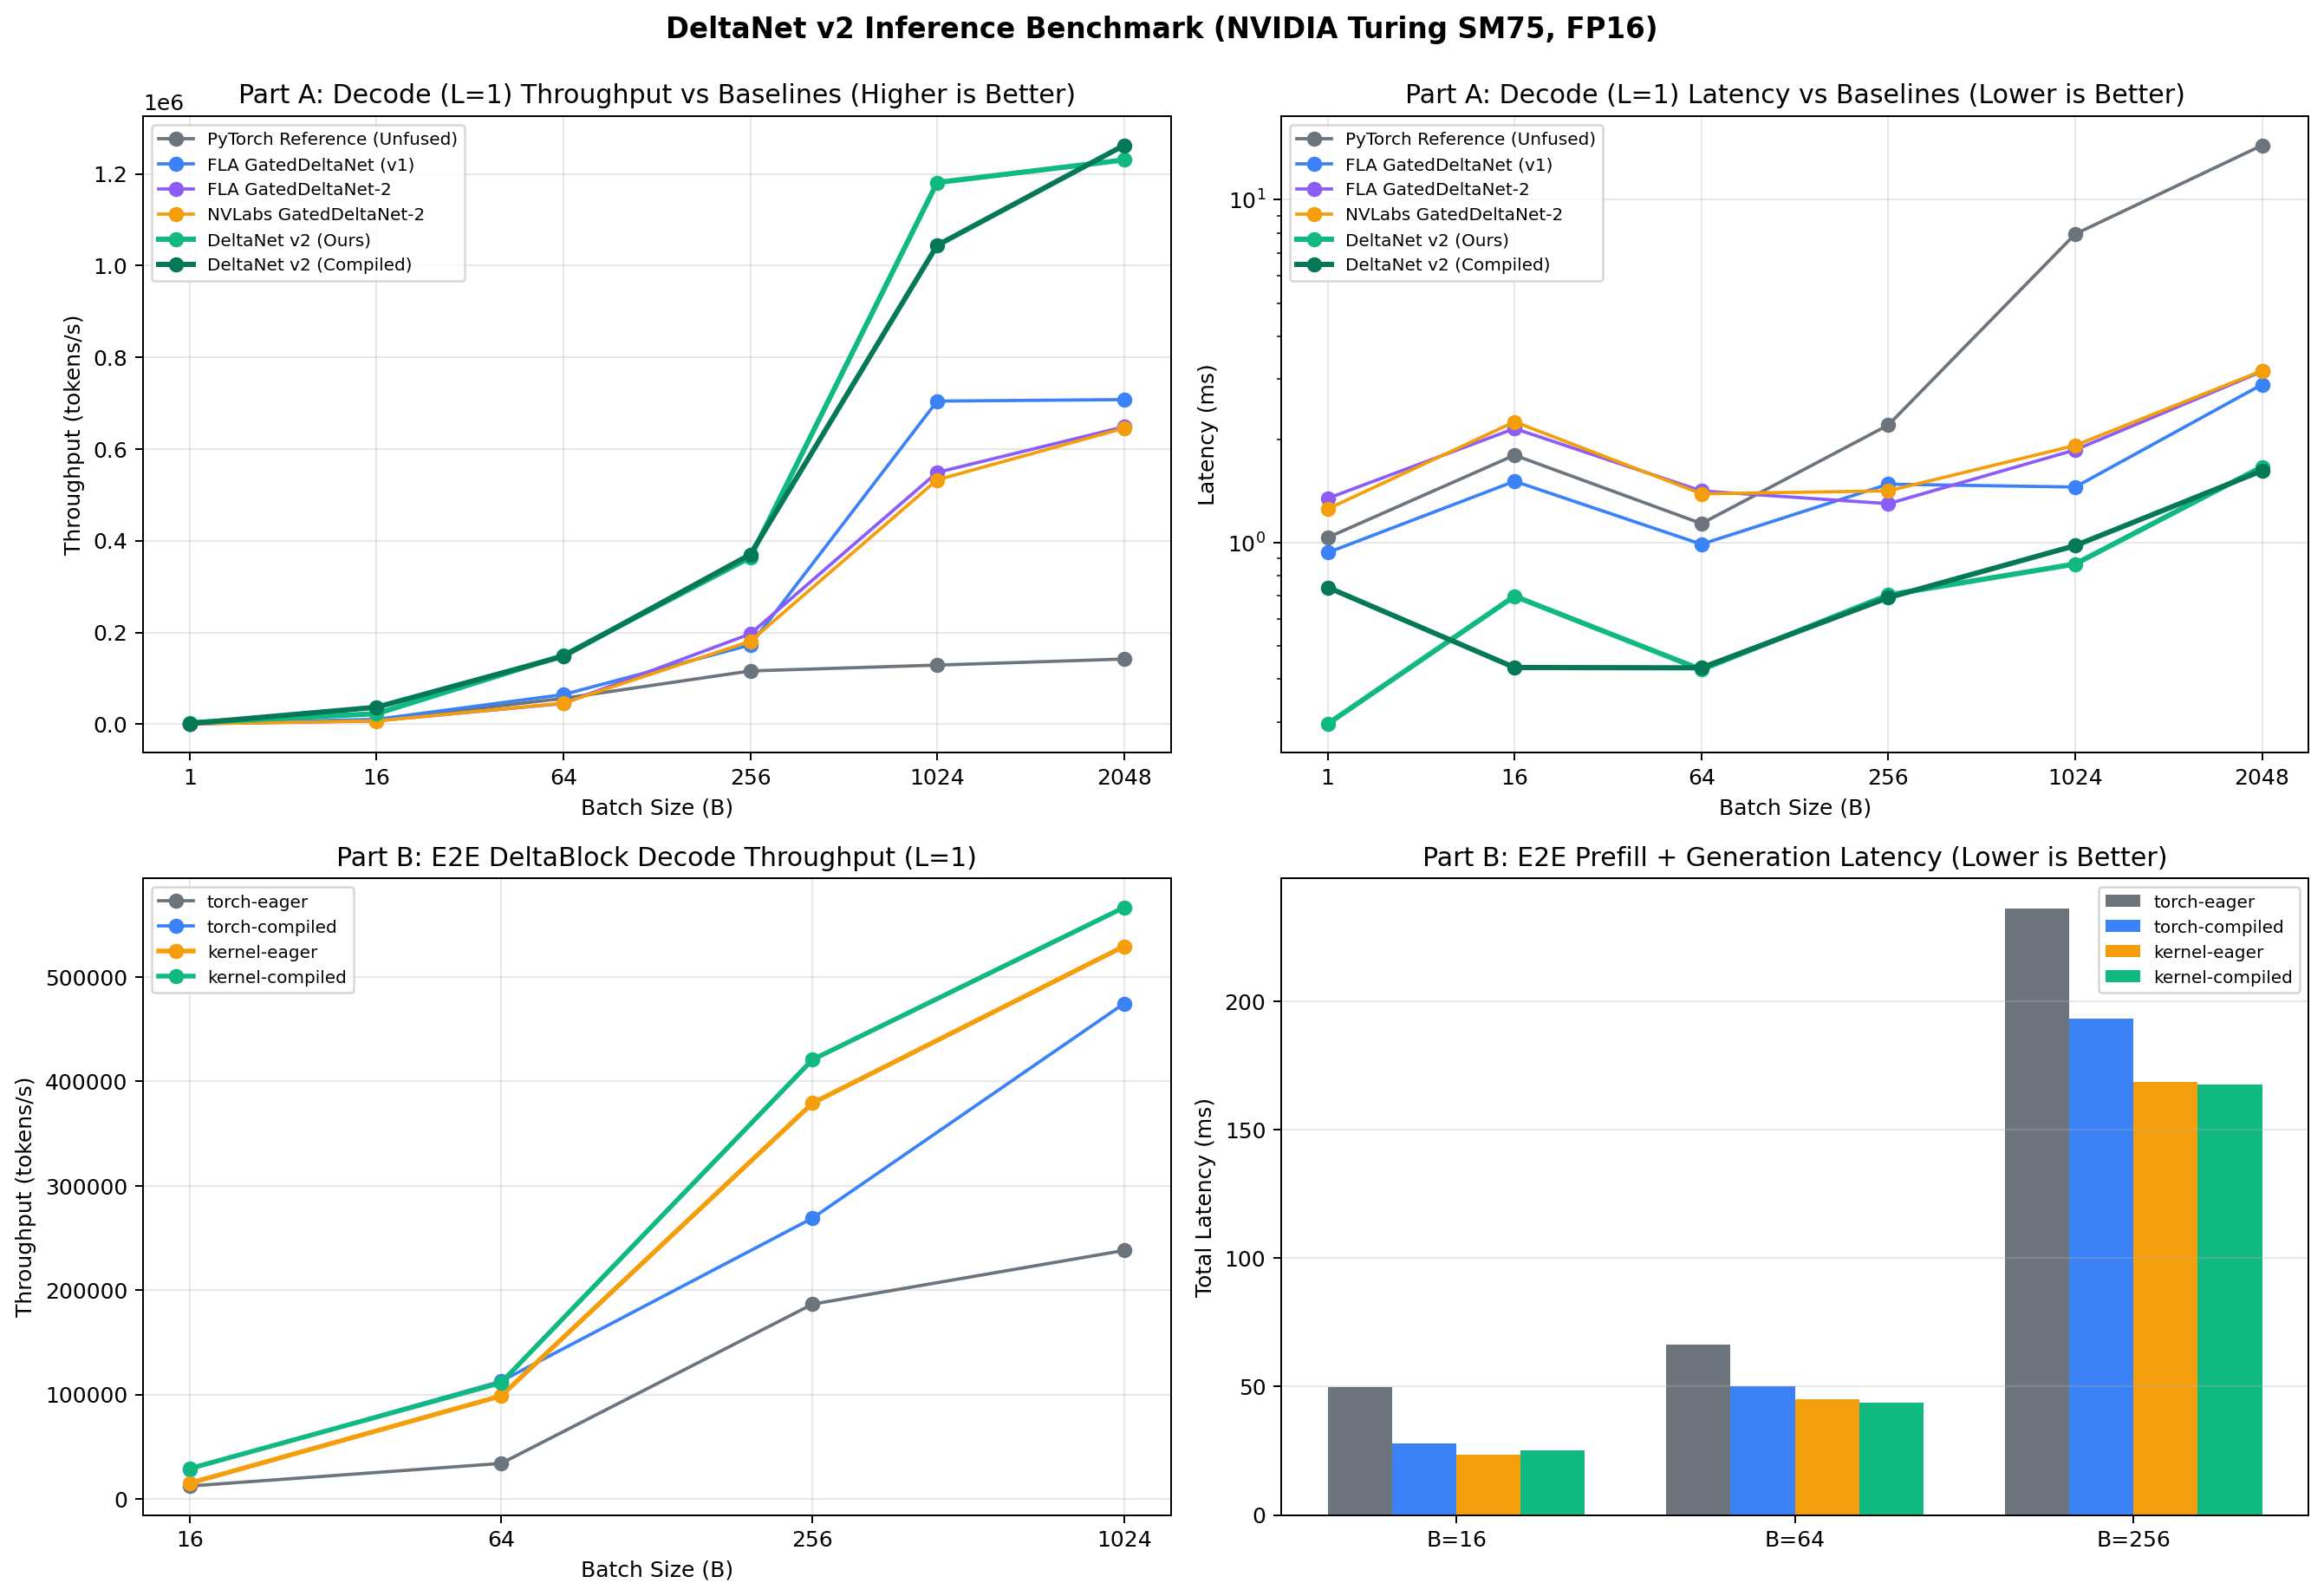 DeltaNet v2 Inference Benchmark (NVIDIA Turing SM75, FP16)
Part A: Decode (L=1) Throughput vs Baselines (Higher is Better)
1e6
PyTorch Reference (Unfused)
FLA GatedDeltaNet (v1)
FLA GatedDeltaNet-2
NVLabs GatedDeltaNet-2
DeltaNet v2 (Ours)
DeltaNet v2 (Compiled)
Throughput (tokens/s)
1.2
1.0
0.8
0.6
0.4
0.2
0.0
1 16 64 256 1024 2048
Batch Size (B)
Part A: Decode (L=1) Latency vs Baselines (Lower is Better)
PyTorch Reference (Unfused)
FLA GatedDeltaNet (v1)
FLA GatedDeltaNet-2
NVLabs GatedDeltaNet-2
DeltaNet v2 (Ours)
DeltaNet v2 (Compiled)
Latency (ms)
10¹
10⁰
1 16 64 256 1024 2048
Batch Size (B)
Part B: E2E DeltaBlock Decode Throughput (L=1)
torch-eager
torch-compiled
kernel-eager
kernel-compiled
Throughput (tokens/s)
500000
400000
300000
200000
100000
0
16 64 256 1024
Batch Size (B)
Part B: E2E Prefill + Generation Latency (Lower is Better)
torch-eager
torch-compiled
kernel-eager
kernel-compiled
Total Latency (ms)
200
150
100
50
0
B=16 B=64 B=256